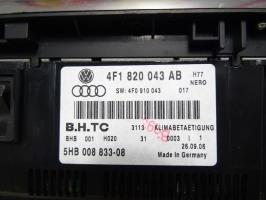 4F1 820 043 AB H77
NERO
SW: 4F0 910 043 017
B.H.TC 3113 KLIMABETAETIGUNG
BHB 001 H020 31 0003 | 1
26.09.06
5HB 008 833-08 Made in Germany